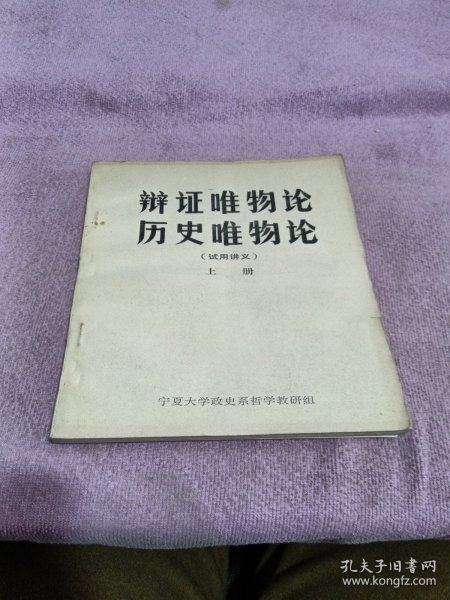 辩证唯物论
历史唯物论
（试用讲义）
上 册
宁夏大学政史系哲学教研组
孔夫子旧书网
www.kongfz.com